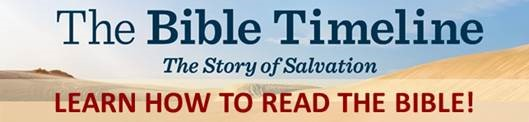 The Bible Timeline
The Story of Salvation
LEARN HOW TO READ THE BIBLE!